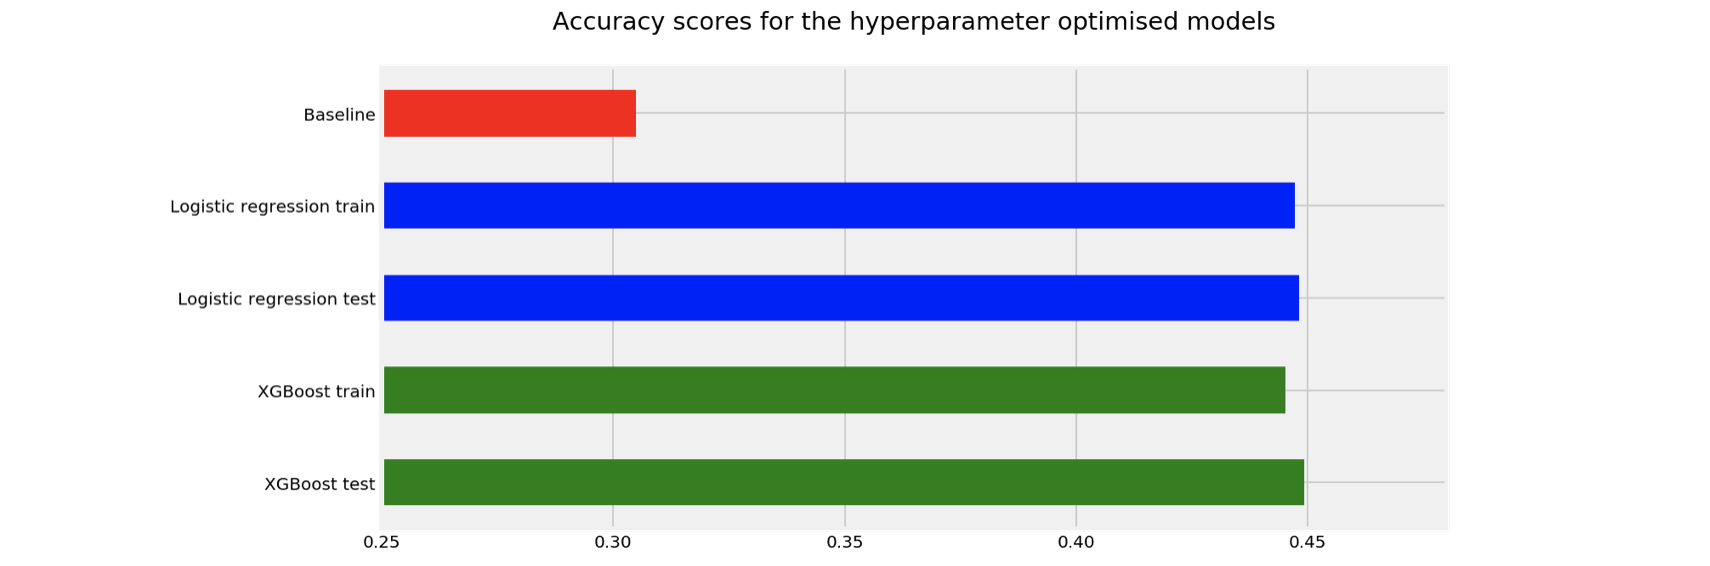 Accuracy scores for the hyperparameter optimised models
Baseline
Logistic regression train
Logistic regression test
XGBoost train
XGBoost test
0.25 0.30 0.35 0.40 0.45